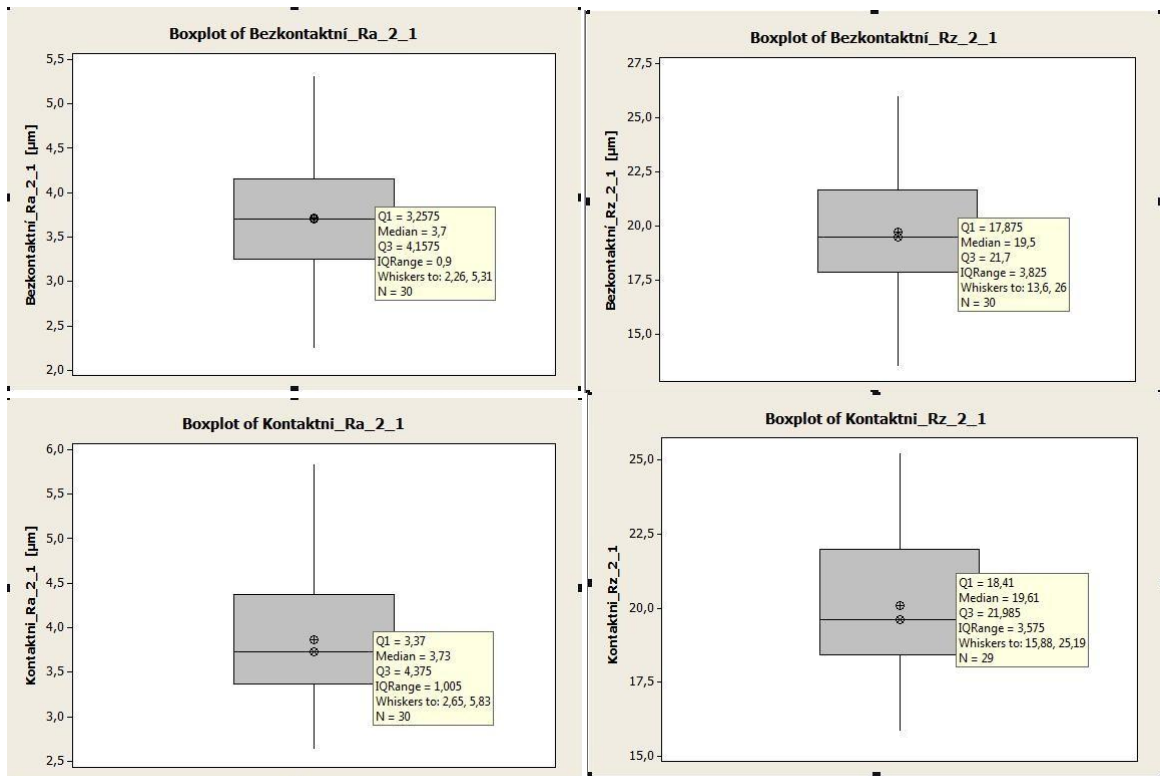 Boxplot of Bezkontaktní_Ra_2_1
Bezkontaktní_Ra_2_1 [µm]
5,5
5,0
4,5
4,0
3,5
3,0
2,5
2,0
Q1 = 3,2575
Median = 3,7
Q3 = 4,1575
IQRange = 0,9
Whiskers to: 2,26, 5,31
N = 30
Boxplot of Bezkontaktní_Rz_2_1
Bezkontaktní_Rz_2_1 [µm]
27,5
25,0
22,5
20,0
17,5
15,0
Q1 = 17,875
Median = 19,5
Q3 = 21,7
IQRange = 3,825
Whiskers to: 13,6, 26
N = 30
Boxplot of Kontaktni_Ra_2_1
Kontaktni_Ra_2_1 [µm]
6,0
5,5
5,0
4,5
4,0
3,5
3,0
2,5
Q1 = 3,37
Median = 3,73
Q3 = 4,375
IQRange = 1,005
Whiskers to: 2,65, 5,83
N = 30
Boxplot of Kontaktni_Rz_2_1
Kontaktni_Rz_2_1
25,0
22,5
20,0
17,5
15,0
Q1 = 18,41
Median = 19,61
Q3 = 21,985
IQRange = 3,575
Whiskers to: 15,88, 25,19
N = 29